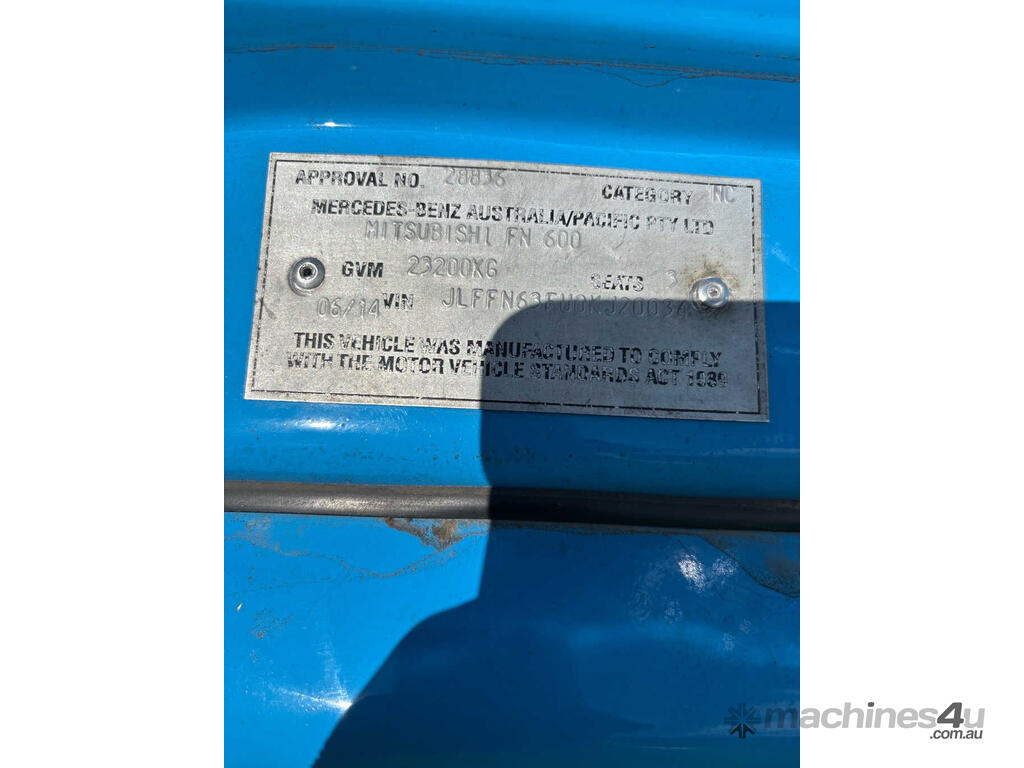 APPROVAL NO. 28836 CATEGORY NC
MERCEDES-BENZ AUSTRALIA/PACIFIC PTY LTD
MITSUBISHI FN 600
GVM 23200KG SEATS 3
06/14 VIN
THIS VEHICLE WAS MANUFACTURED TO COMPLY
WITH THE MOTOR VEHICLE STANDARDS ACT 1989
machines4u
.com.au